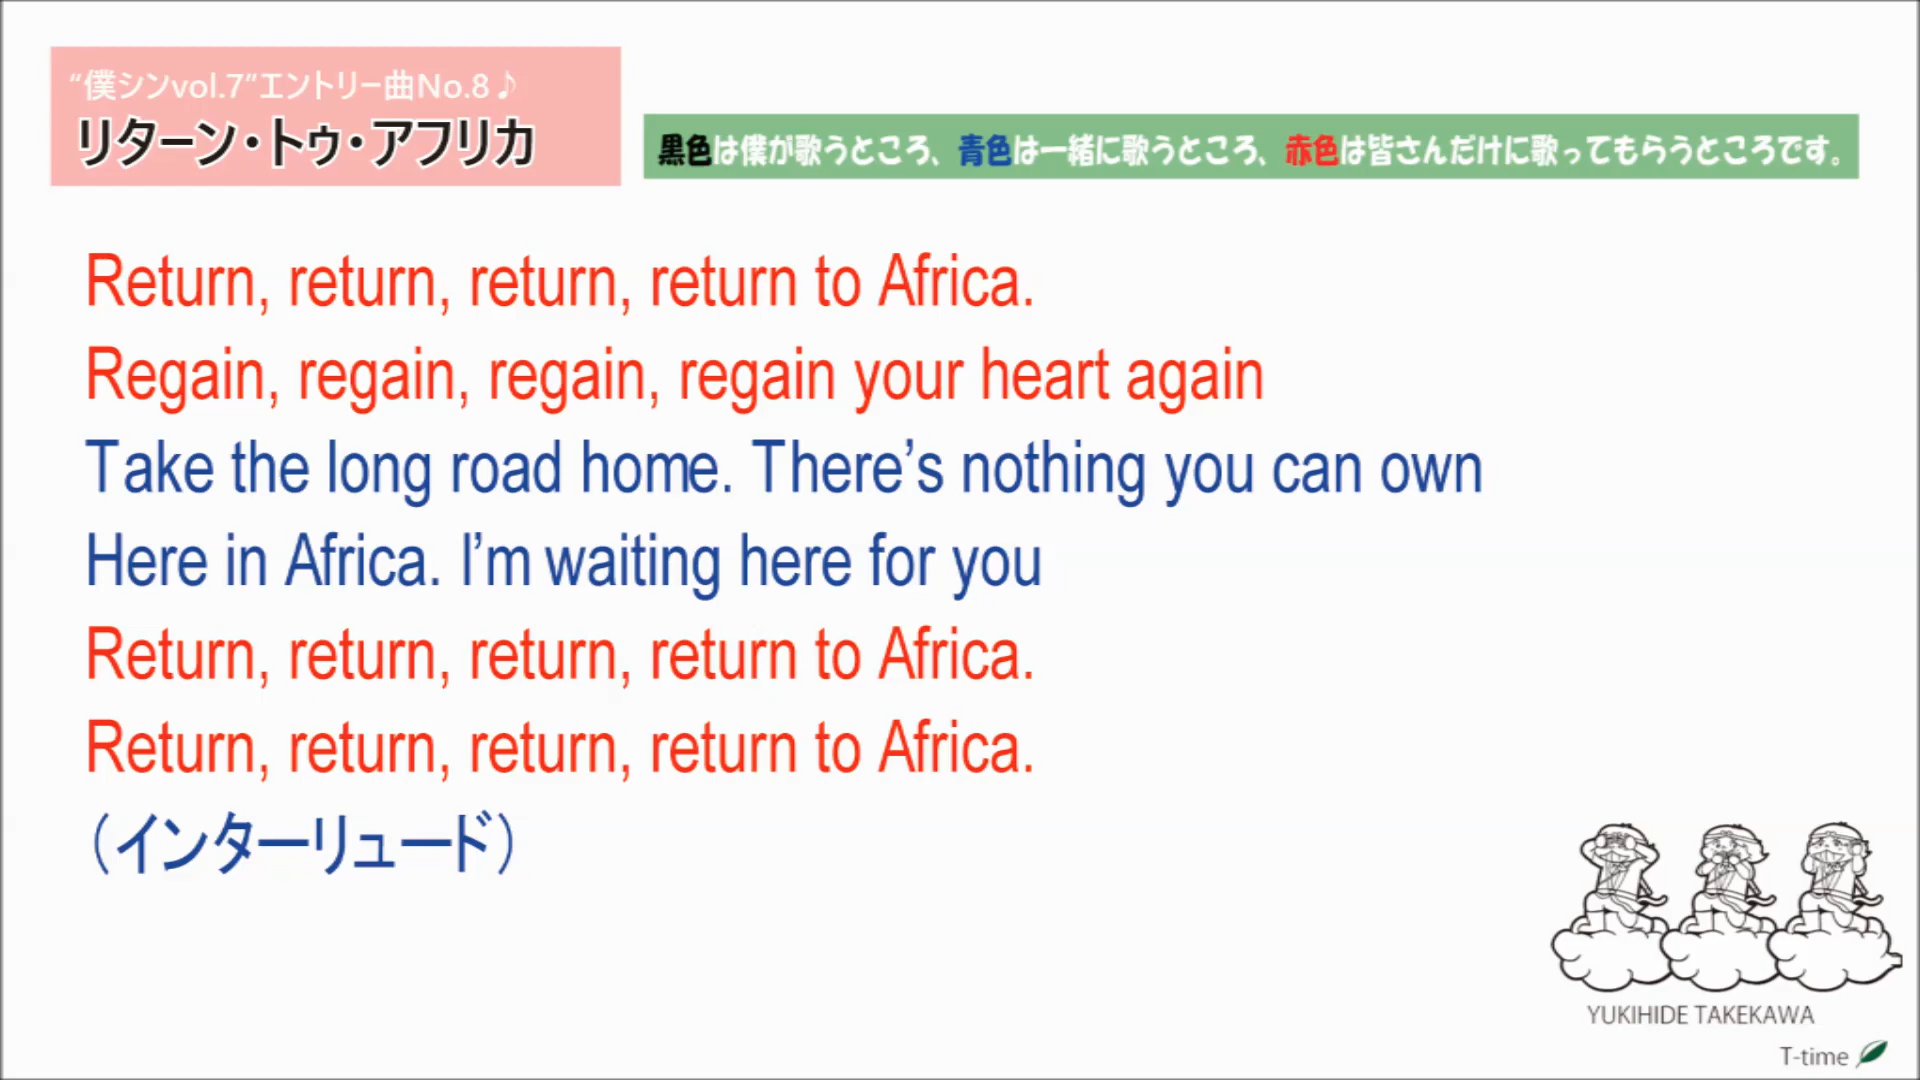 “僕シンvol.7”エントリー曲No.8♪
リターン・トゥ・アフリカ
黒色は僕が歌うところ、青色は一緒に歌うところ、赤色は皆さんだけに歌ってもらうところです。
Return, return, return, return to Africa.
Regain, regain, regain, regain your heart again
Take the long road home. There’s nothing you can own
Here in Africa. I’m waiting here for you
Return, return, return, return to Africa.
Return, return, return, return to Africa.
（インターリュード）
YUKIHIDE TAKEKAWA
T-time